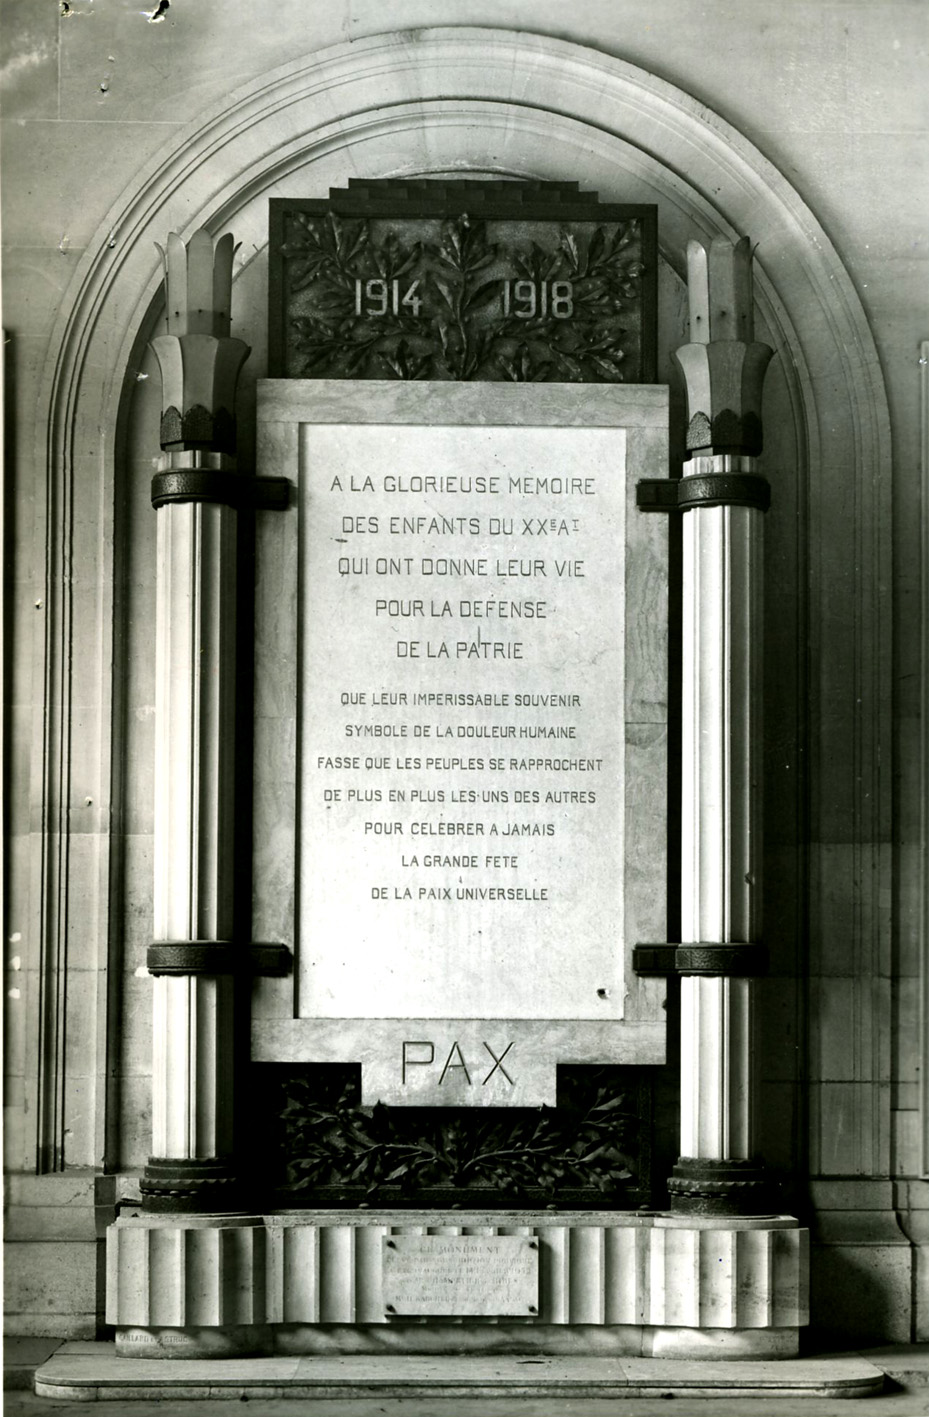 1914 1918
A LA GLORIEUSE MEMOIRE
DES ENFANTS DU XXE AT
QUI ONT DONNE LEUR VIE
POUR LA DEFENSE
DE LA PATRIE
QUE LEUR IMPERISSABLE SOUVENIR
SYMBOLE DE LA DOULEUR HUMAINE
FASSE QUE LES PEUPLES SE RAPPROCHENT
DE PLUS EN PLUS LES UNS DES AUTRES
POUR CELEBRER A JAMAIS
LA GRANDE FETE
DE LA PAIX UNIVERSELLE
PAX
CE MONUMENT